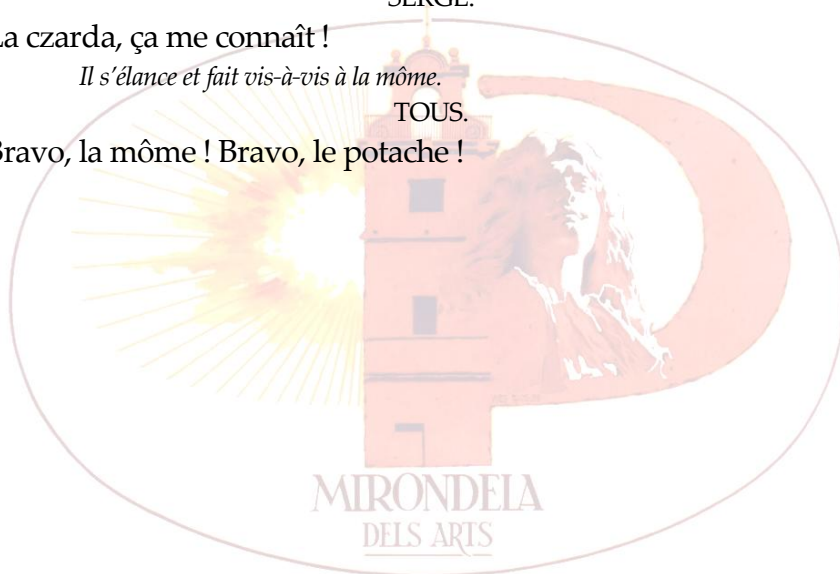 SERGE.
La czarda, ça me connaît !
Il s’élance et fait vis-à-vis à la môme.
TOUS.
Bravo, la môme ! Bravo, le potache !
MIRONDELA
DELS ARTS